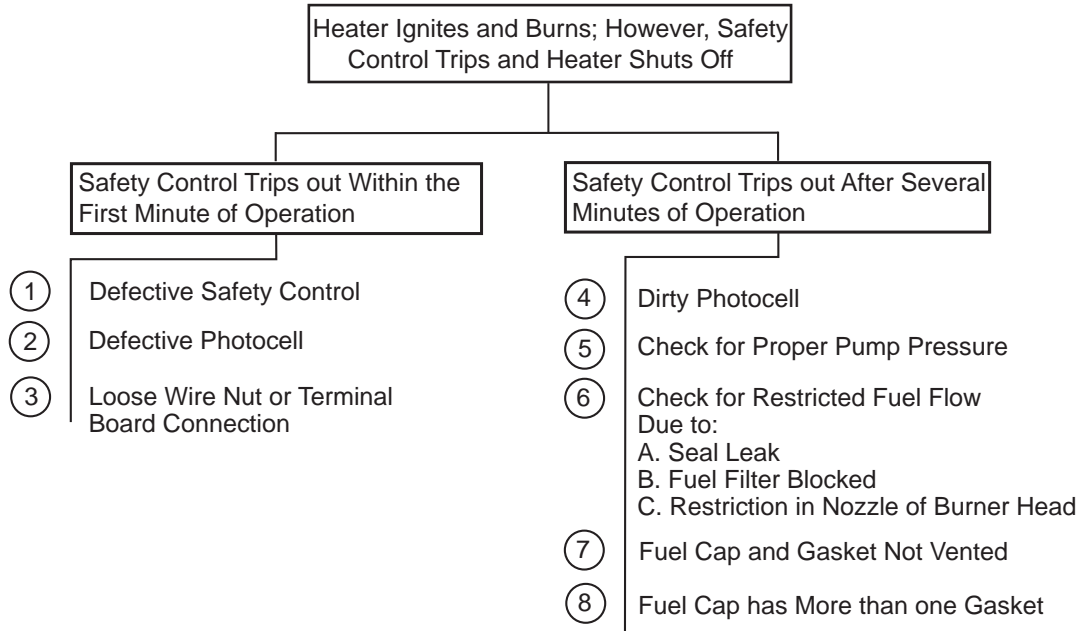 Heater Ignites and Burns; However, Safety
Control Trips and Heater Shuts Off
Safety Control Trips out Within the
First Minute of Operation
1 Defective Safety Control
2 Defective Photocell
3 Loose Wire Nut or Terminal
Board Connection
Safety Control Trips out After Several
Minutes of Operation
4 Dirty Photocell
5 Check for Proper Pump Pressure
6 Check for Restricted Fuel Flow
Due to:
A. Seal Leak
B. Fuel Filter Blocked
C. Restriction in Nozzle of Burner Head
7 Fuel Cap and Gasket Not Vented
8 Fuel Cap has More than one Gasket